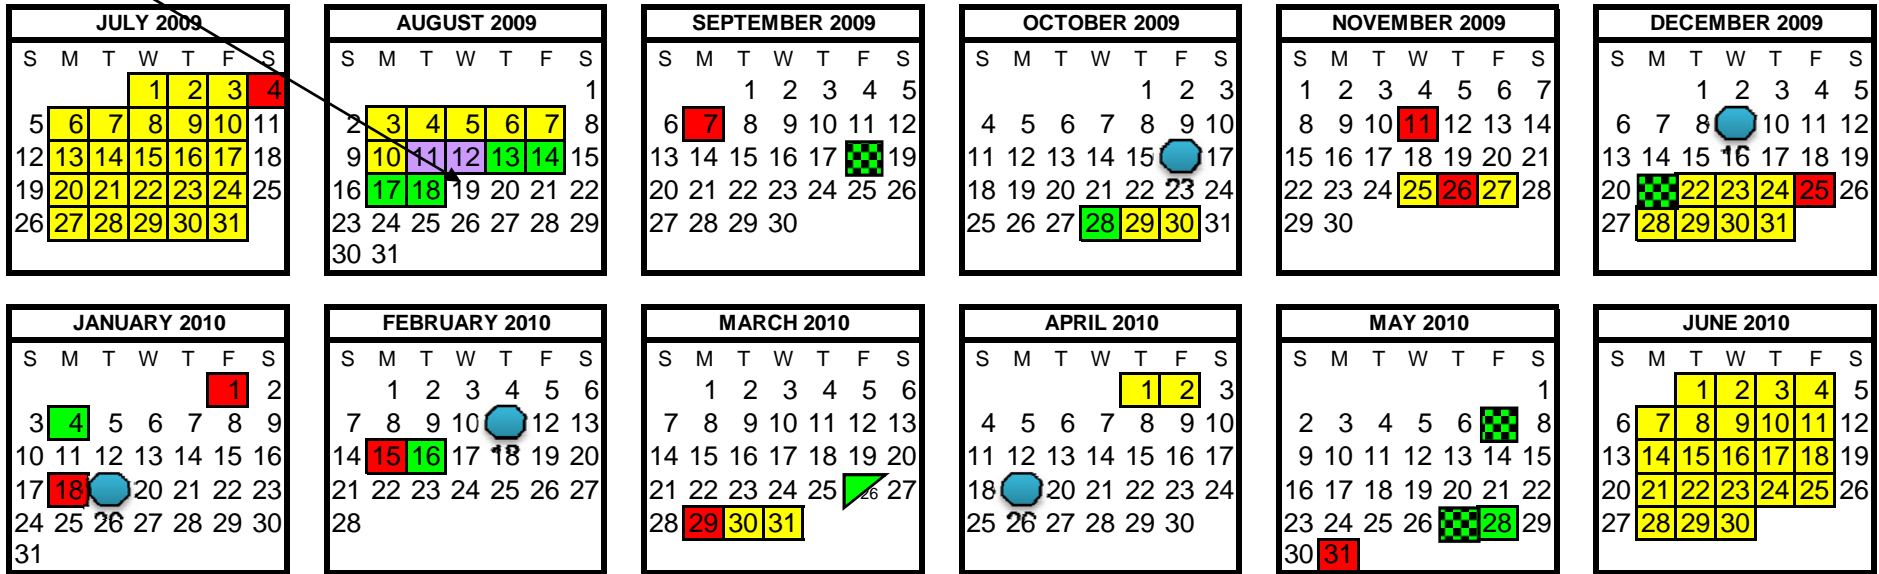 JULY 2009
S M T W T F S
1 2 3 4
5 6 7 8 9 10 11
12 13 14 15 16 17 18
19 20 21 22 23 24 25
26 27 28 29 30 31
AUGUST 2009
S M T W T F S
1
2 3 4 5 6 7 8
9 10 11 12 13 14 15
16 17 18 19 20 21 22
23 24 25 26 27 28 29
30 31
SEPTEMBER 2009
S M T W T F S
1 2 3 4 5
6 7 8 9 10 11 12
13 14 15 16 17 19
20 21 22 23 24 25 26
27 28 29 30
OCTOBER 2009
S M T W T F S
1 2 3
4 5 6 7 8 9 10
11 12 13 14 15 17
18 19 20 21 22 23 24
25 26 27 28 29 30 31
NOVEMBER 2009
S M T W T F S
1 2 3 4 5 6 7
8 9 10 11 12 13 14
15 16 17 18 19 20 21
22 23 24 25 26 27 28
29 30
DECEMBER 2009
S M T W T F S
1 2 3 4 5
6 7 8 10 11 12
13 14 15 16 17 18 19
20 22 23 24 25 26
27 28 29 30 31
JANUARY 2010
S M T W T F S
1 2
3 4 5 6 7 8 9
10 11 12 13 14 15 16
17 18 20 21 22 23
24 25 26 27 28 29 30
31
FEBRUARY 2010
S M T W T F S
1 2 3 4 5 6
7 8 9 10 12 13
14 15 16 17 18 19 20
21 22 23 24 25 26 27
28
MARCH 2010
S M T W T F S
1 2 3 4 5 6
7 8 9 10 11 12 13
14 15 16 17 18 19 20
21 22 23 24 25 26 27
28 29 30 31
APRIL 2010
S M T W T F S
1 2 3
4 5 6 7 8 9 10
11 12 13 14 15 16 17
18 20 21 22 23 24
25 26 27 28 29 30
MAY 2010
S M T W T F S
1
2 3 4 5 6 8
9 10 11 12 13 14 15
16 17 18 19 20 21 22
23 24 25 26 28 29
30 31
JUNE 2010
S M T W T F S
1 2 3 4 5
6 7 8 9 10 11 12
13 14 15 16 17 18 19
20 21 22 23 24 25 26
27 28 29 30